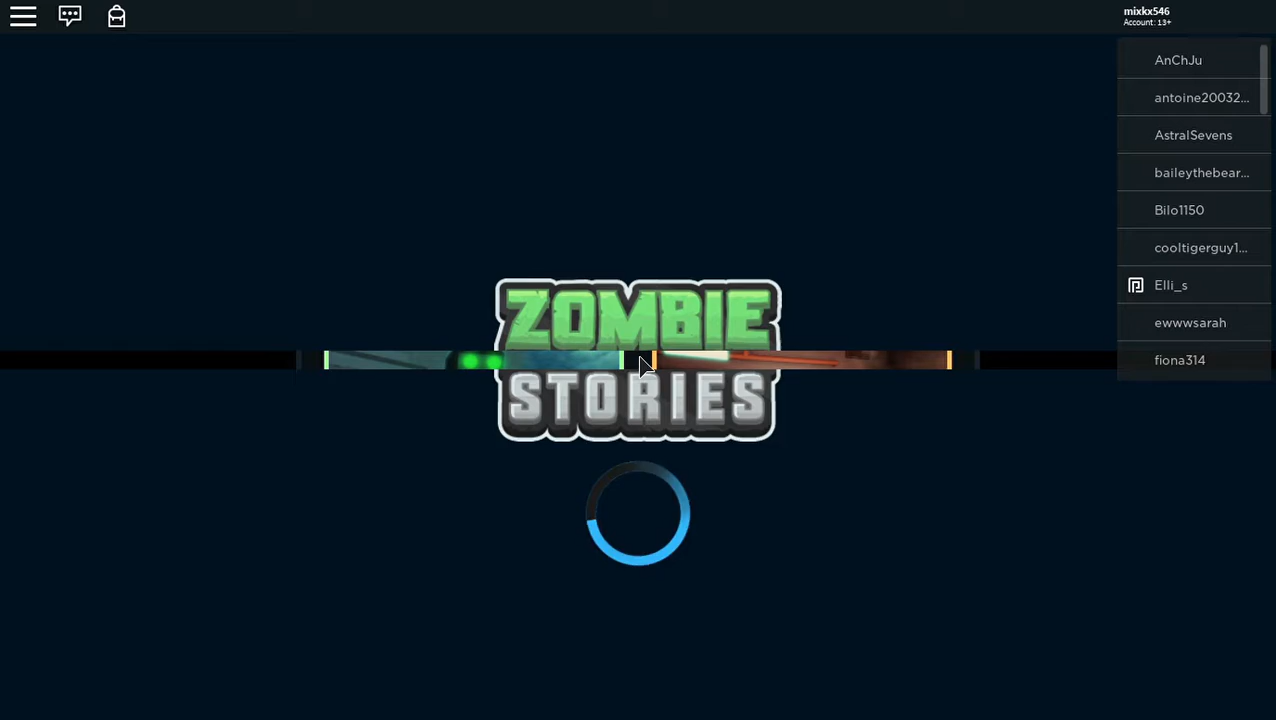 mixkx546
Account: 13+
AnChJu
antoine20032...
AstralSevens
baileythebear...
Bilo1150
cooltigerguy1...
Elli_s
ewwwsarah
fiona314
ZOMBIE
STORIES